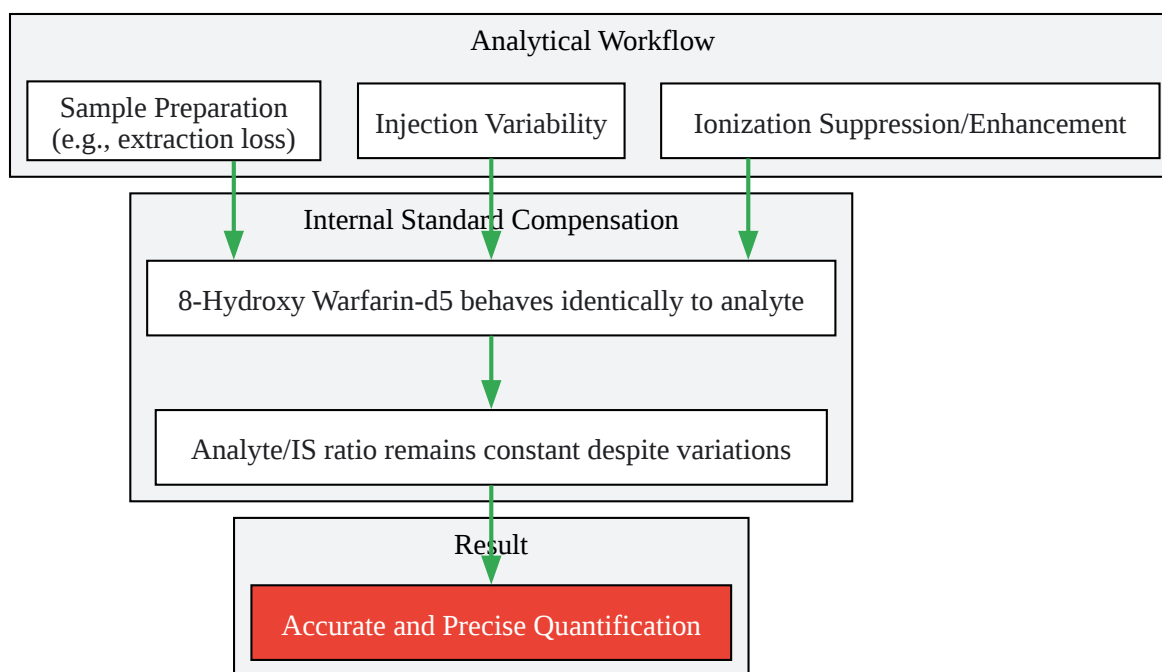 Analytical Workflow
Sample Preparation
(e.g., extraction loss)
Injection Variability
Ionization Suppression/Enhancement
Internal Standard Compensation
8-Hydroxy Warfarin-d5 behaves identically to analyte
Analyte/IS ratio remains constant despite variations
Result
Accurate and Precise Quantification